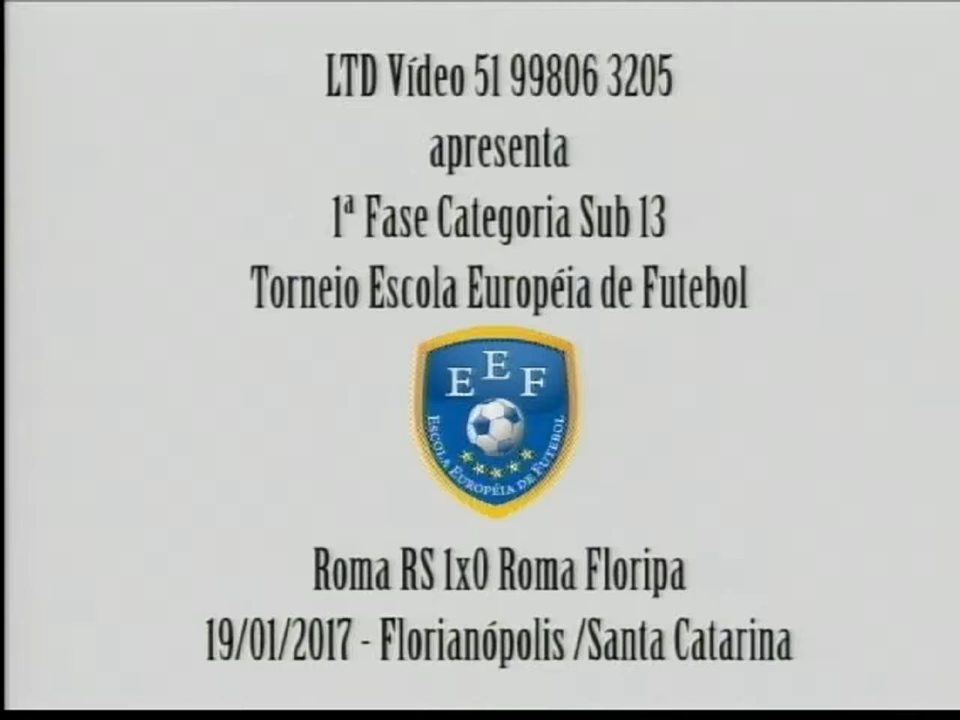 LTD Vídeo 51 99806 3205
apresenta
1ª Fase Categoria Sub 13
Torneio Escola Européia de Futebol
E E F
ESCOLA EUROPÉIA DE FUTEBOL
Roma RS 1x0 Roma Floripa
19/01/2017 - Florianópolis /Santa Catarina